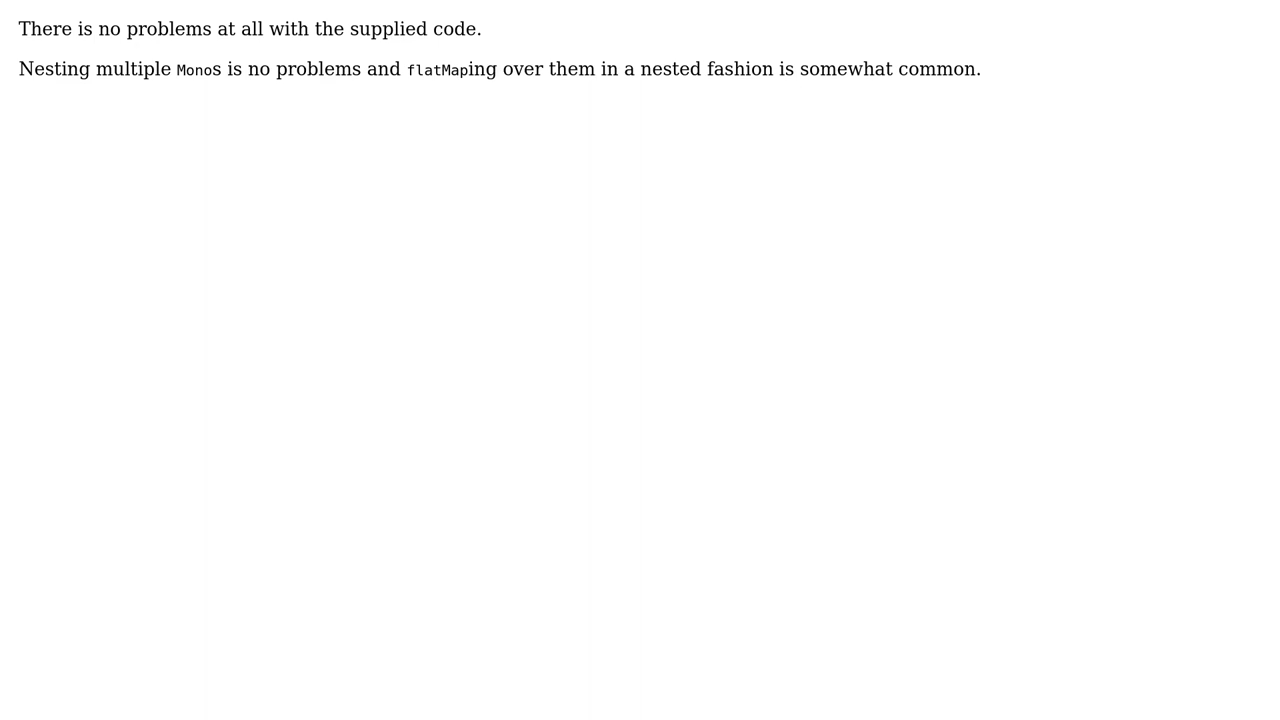 There is no problems at all with the supplied code.
Nesting multiple Monos is no problems and flatMaping over them in a nested fashion is somewhat common.